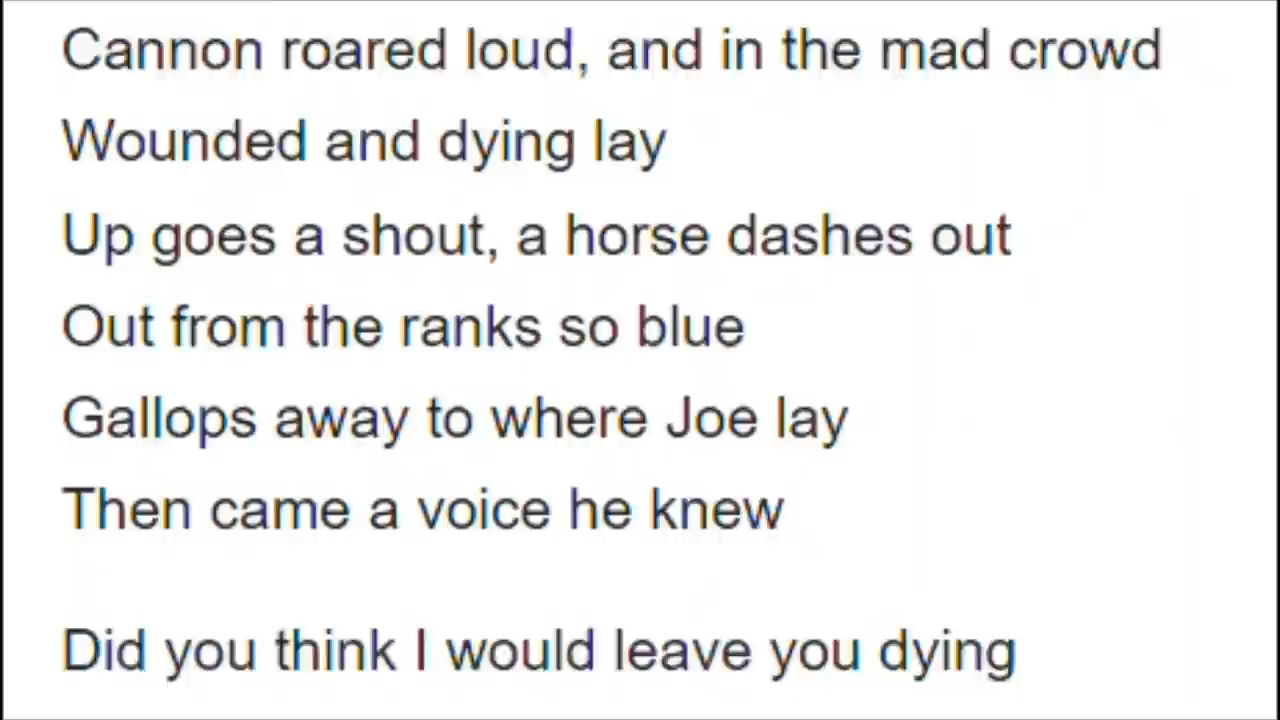 Cannon roared loud, and in the mad crowd
Wounded and dying lay
Up goes a shout, a horse dashes out
Out from the ranks so blue
Gallops away to where Joe lay
Then came a voice he knew
Did you think I would leave you dying